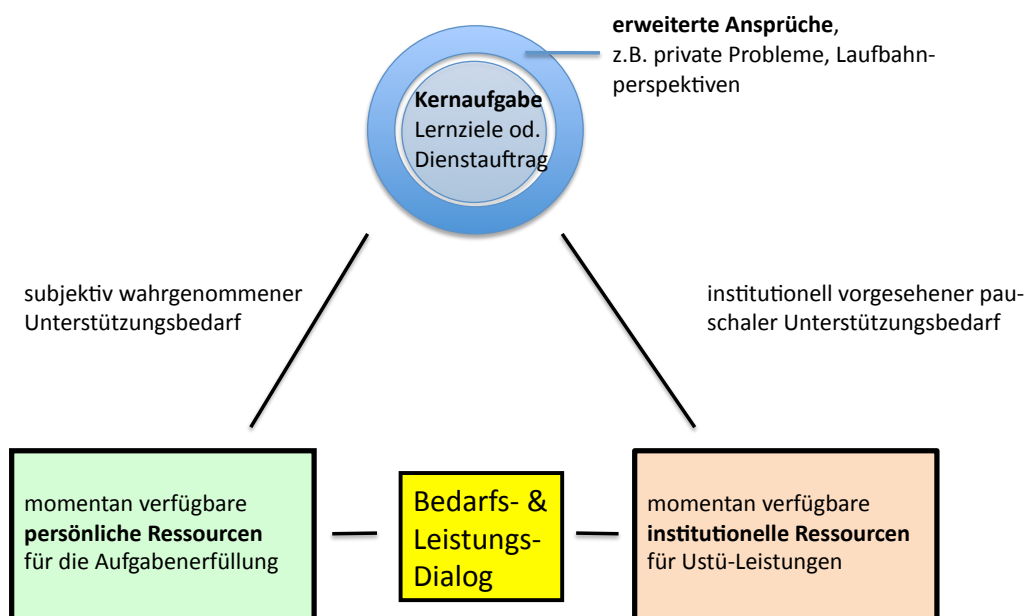 erweiterte Ansprüche,
z.B. private Probleme, Laufbahn-
perspektiven
Kernaufgabe
Lernziele od.
Dienstauftrag
subjektiv wahrgenommener
Unterstützungsbedarf
institutionell vorgesehener pau-
schaler Unterstützungsbedarf
momentan verfügbare
persönliche Ressourcen
für die Aufgabenerfüllung
Bedarfs- &
Leistungs-
Dialog
momentan verfügbare
institutionelle Ressourcen
für Ustü-Leistungen